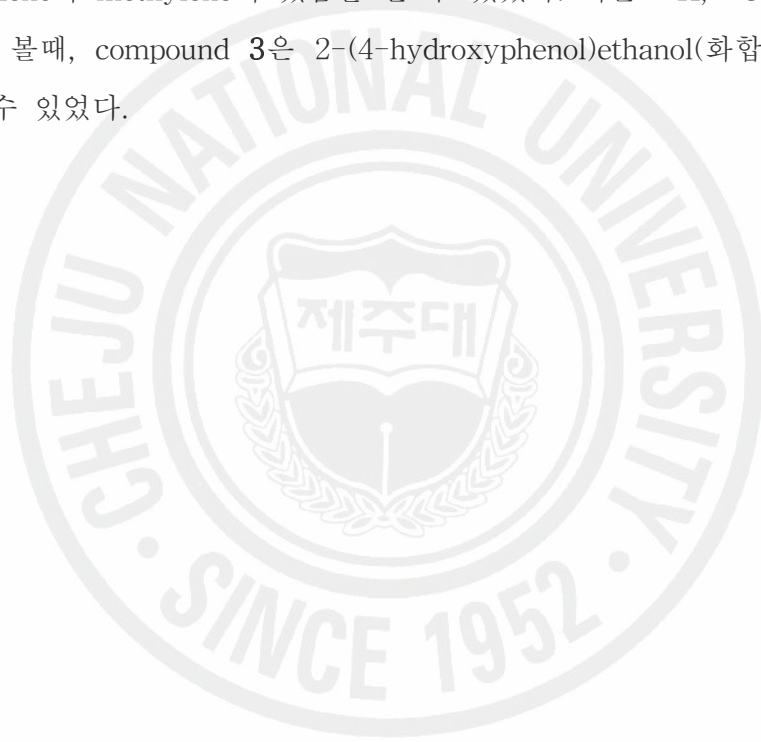 볼때, compound 3은 2-(4-hydroxyphenol)ethanol(화합
수 있었다.
CHEJU NATIONAL UNIVERSITY
제주대
SINCE 1952